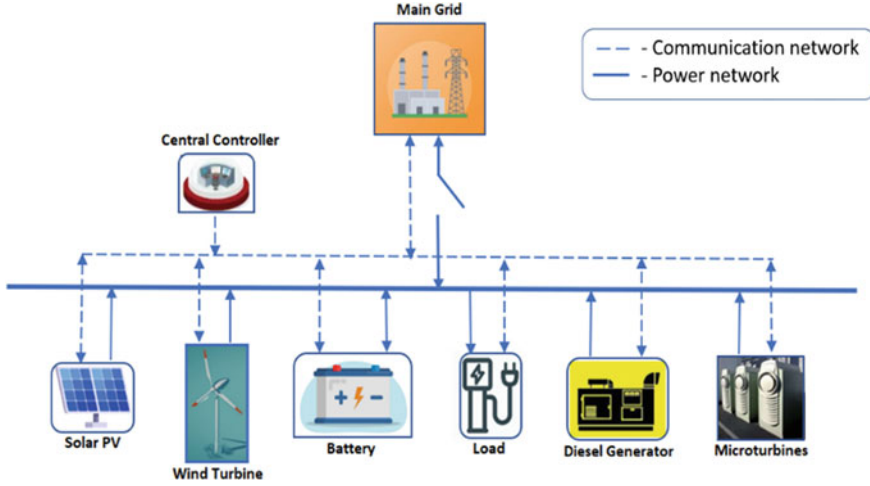 Main Grid
- Communication network
- Power network
Central Controller
Solar PV
Wind Turbine
Battery
Load
Diesel Generator
Microturbines